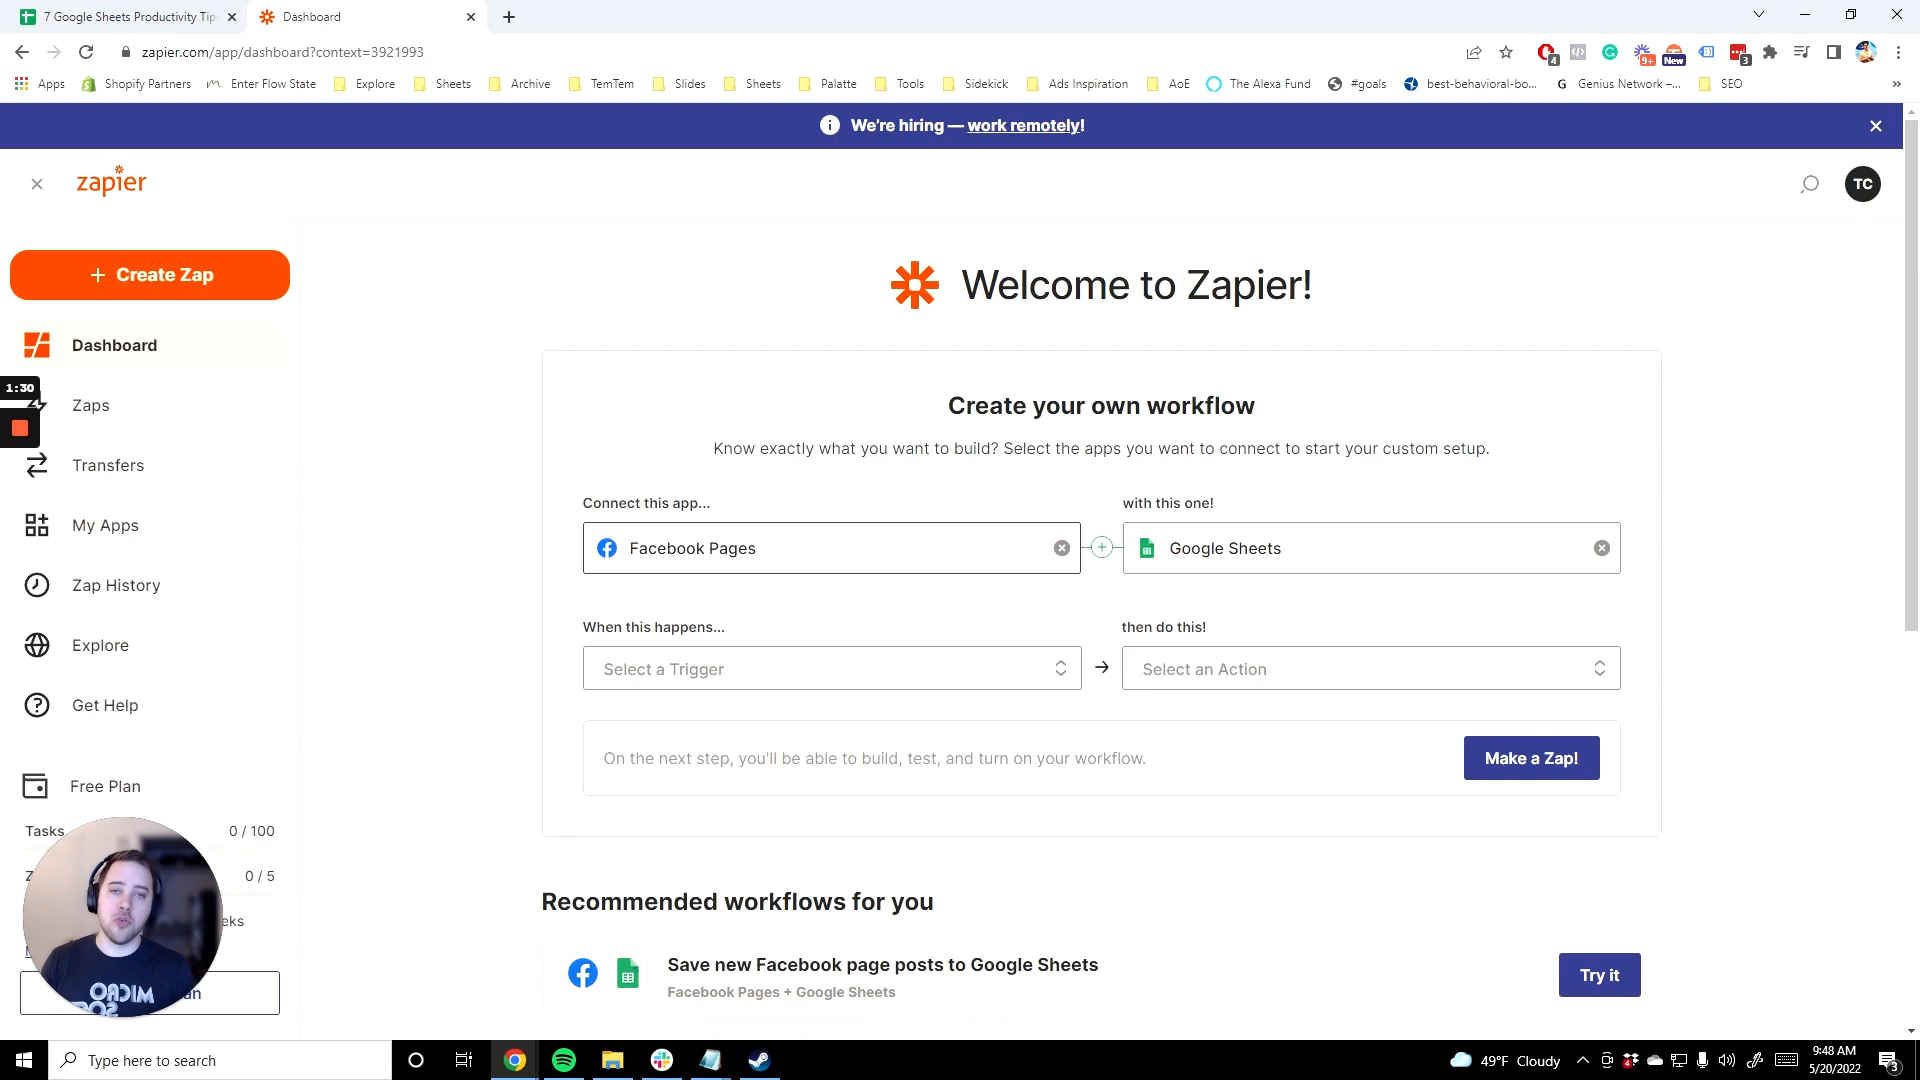 7 Google Sheets Productivity Tip
Dashboard
zapier.com/app/dashboard?context=3921993
4
9+
New
3
Apps
Shopify Partners
Enter Flow State
Explore
Sheets
Archive
TemTem
Slides
Sheets
Palatte
Tools
Sidekick
Ads Inspiration
AoE
The Alexa Fund
#goals
best-behavioral-bo...
G Genius Network –...
SEO
We're hiring — work remotely!
zapier
TC
+ Create Zap
Dashboard
1:30
Zaps
Transfers
My Apps
Zap History
Explore
Get Help
Free Plan
Tasks 0 / 100
0 / 5
eks
an
Welcome to Zapier!
Create your own workflow
Know exactly what you want to build? Select the apps you want to connect to start your custom setup.
Connect this app...
with this one!
Facebook Pages
Google Sheets
When this happens...
then do this!
Select a Trigger
Select an Action
On the next step, you'll be able to build, test, and turn on your workflow.
Make a Zap!
Recommended workflows for you
Save new Facebook page posts to Google Sheets
Facebook Pages + Google Sheets
Try it
Type here to search
49°F Cloudy
9:48 AM
5/20/2022
3